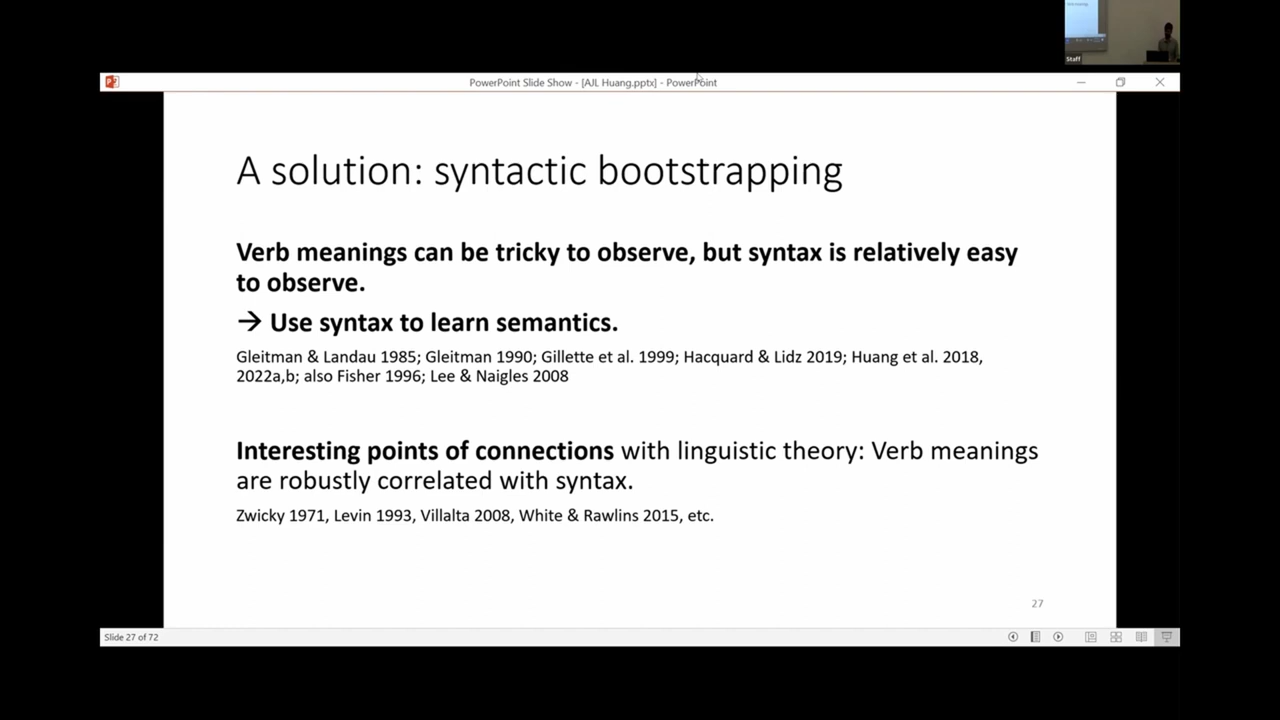 Staff
PowerPoint Slide Show - [AJL Huang.pptx] - PowerPoint
A solution: syntactic bootstrapping
Verb meanings can be tricky to observe, but syntax is relatively easy
to observe.
→ Use syntax to learn semantics.
Gleitman & Landau 1985; Gleitman 1990; Gillette et al. 1999; Hacquard & Lidz 2019; Huang et al. 2018,
2022a,b; also Fisher 1996; Lee & Naigles 2008
Interesting points of connections with linguistic theory: Verb meanings
are robustly correlated with syntax.
Zwicky 1971, Levin 1993, Villalta 2008, White & Rawlins 2015, etc.
27
Slide 27 of 72